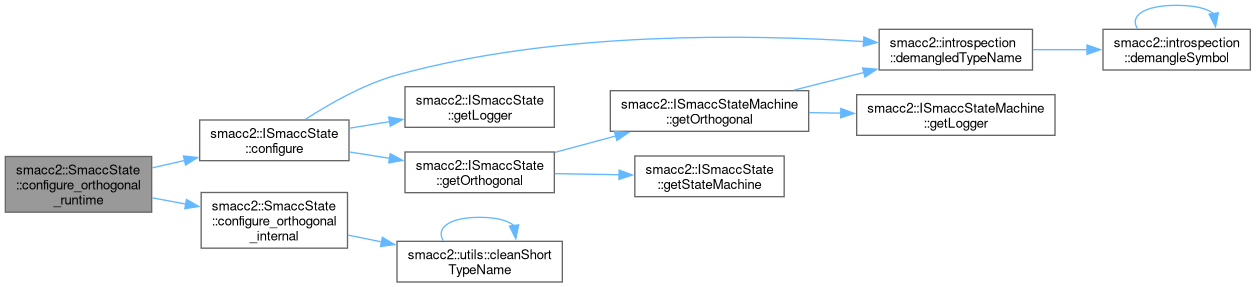 smacc2::SmaccState
::configure_orthogonal
_runtime
smacc2::ISmaccState
::configure
smacc2::ISmaccState
::getLogger
smacc2::ISmaccState
::getOrthogonal
smacc2::ISmaccStateMachine
::getOrthogonal
smacc2::introspection
::demangledTypeName
smacc2::introspection
::demangleSymbol
smacc2::ISmaccStateMachine
::getLogger
smacc2::ISmaccState
::getStateMachine
smacc2::SmaccState
::configure_orthogonal
_internal
smacc2::utils::cleanShort
TypeName